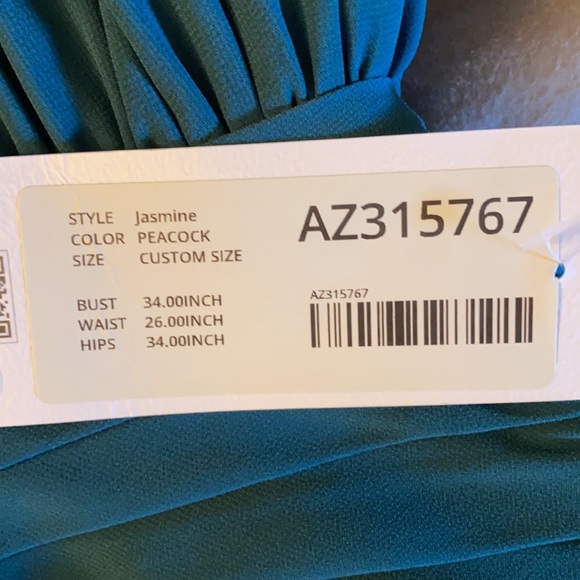 STYLE Jasmine
COLOR PEACOCK
SIZE CUSTOM SIZE
BUST 34.00INCH
WAIST 26.00INCH
HIPS 34.00INCH
AZ315767
AZ315767